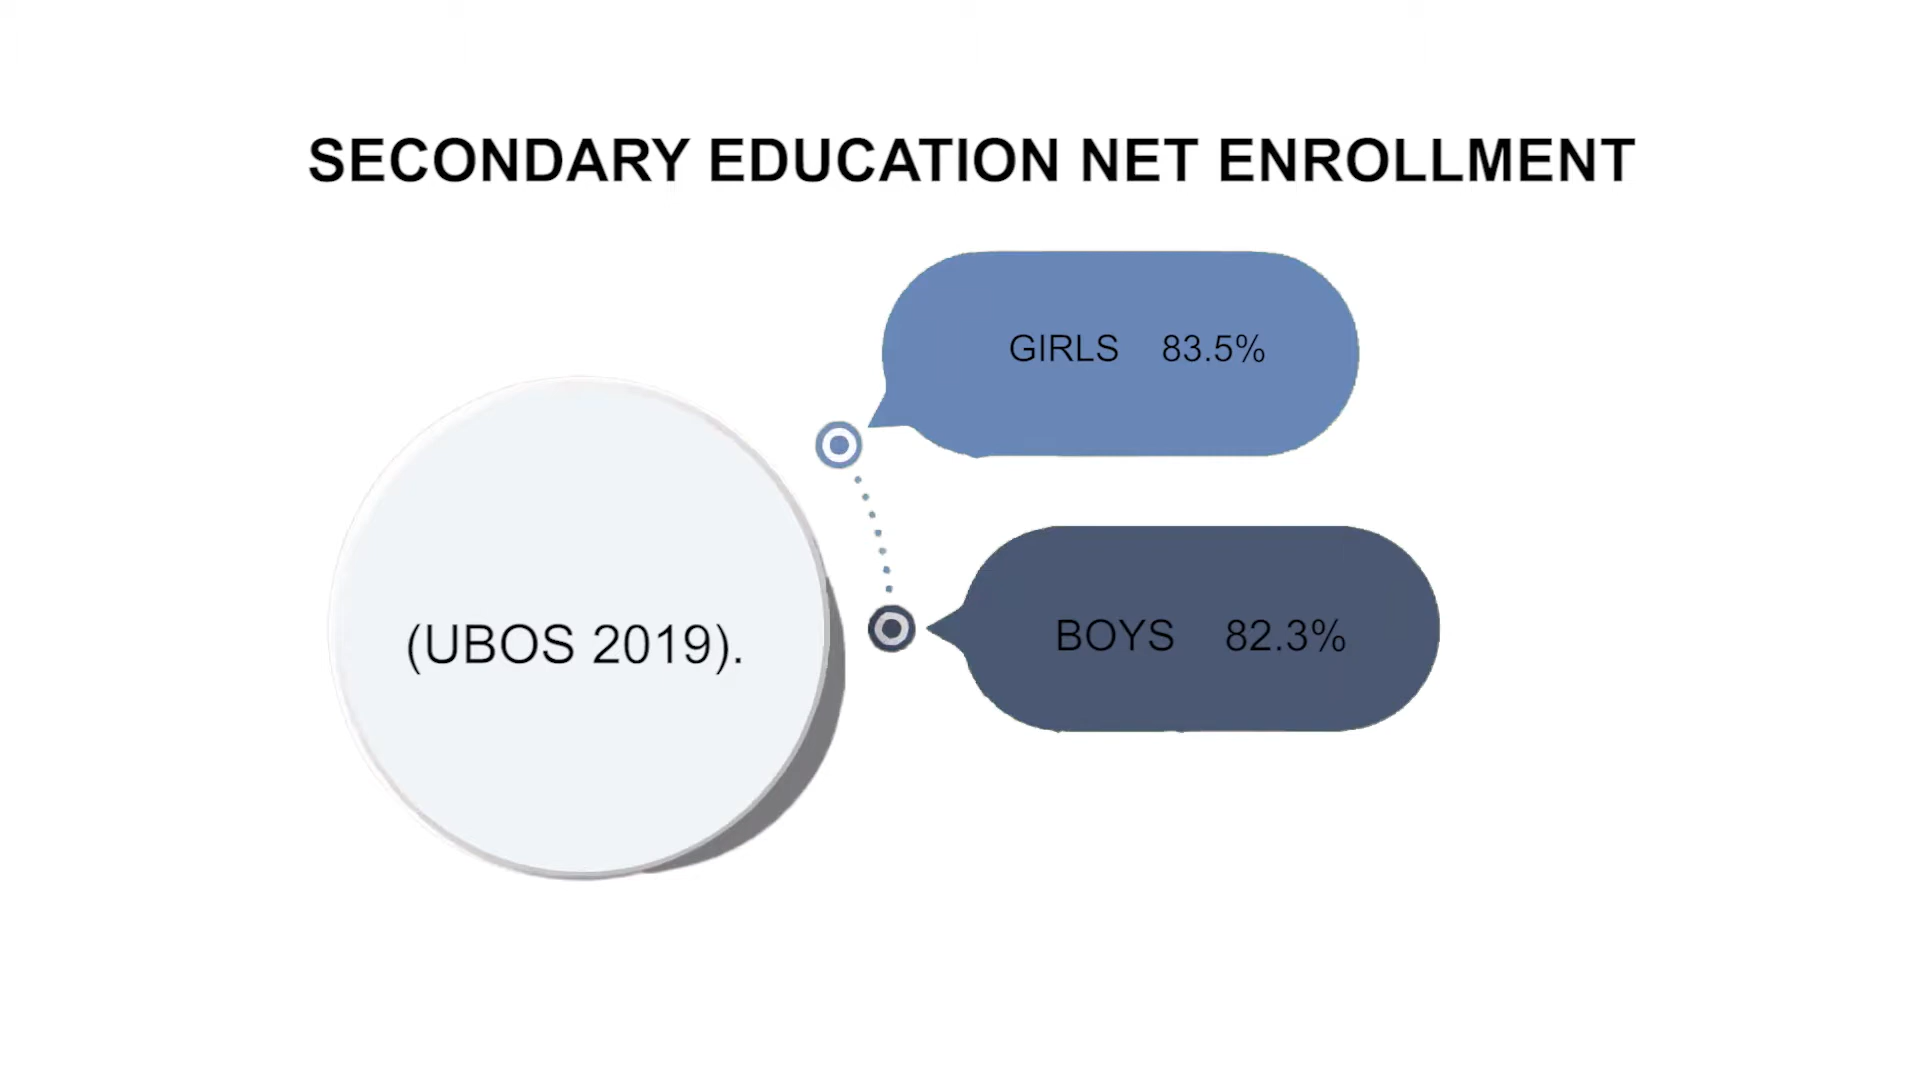 SECONDARY EDUCATION NET ENROLLMENT
GIRLS 83.5%
(UBOS 2019).
BOYS 82.3%